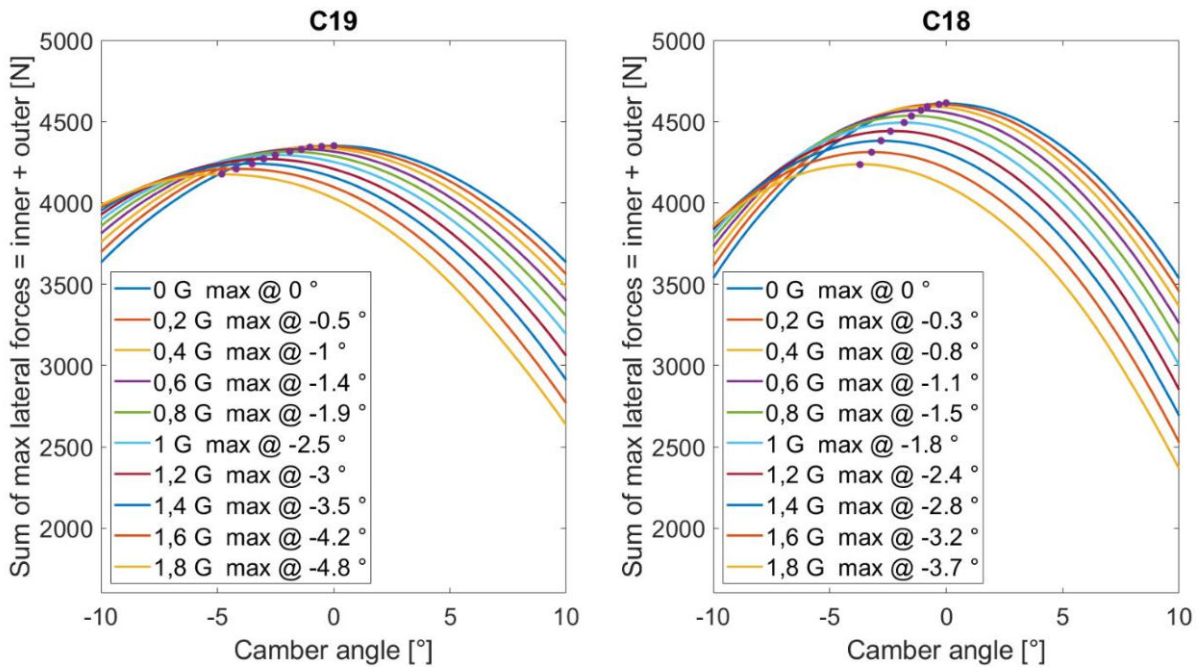 C19
5000
4500
4000
3500
3000
2500
2000
Sum of max lateral forces = inner + outer [N]
0 G max @ 0 °
0,2 G max @ -0.5 °
0,4 G max @ -1 °
0,6 G max @ -1.4 °
0,8 G max @ -1.9 °
1 G max @ -2.5 °
1,2 G max @ -3 °
1,4 G max @ -3.5 °
1,6 G max @ -4.2 °
1,8 G max @ -4.8 °
-10 -5 0 5 10
Camber angle [°]
C18
5000
4500
4000
3500
3000
2500
2000
Sum of max lateral forces = inner + outer [N]
0 G max @ 0 °
0,2 G max @ -0.3 °
0,4 G max @ -0.8 °
0,6 G max @ -1.1 °
0,8 G max @ -1.5 °
1 G max @ -1.8 °
1,2 G max @ -2.4 °
1,4 G max @ -2.8 °
1,6 G max @ -3.2 °
1,8 G max @ -3.7 °
-10 -5 0 5 10
Camber angle [°]